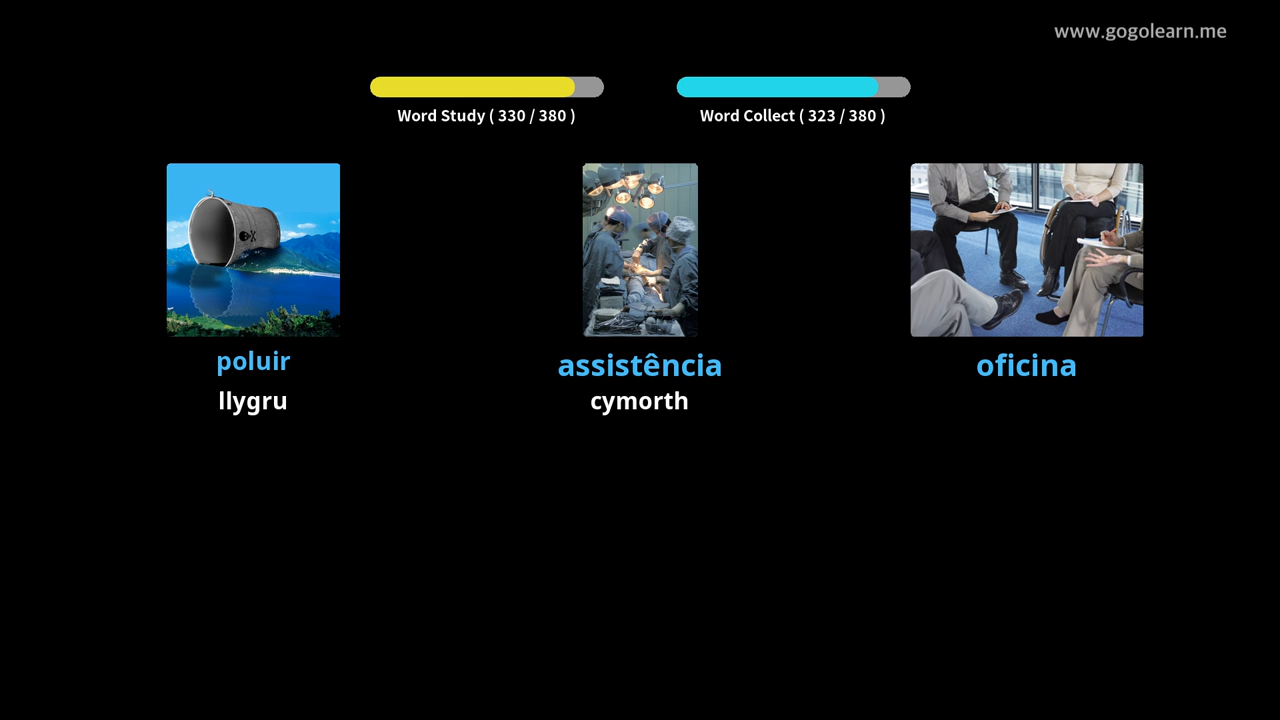 www.gogolearn.me
Word Study ( 330 / 380 )
Word Collect ( 323 / 380 )
poluir
assistência
oficina
llygru
cymorth